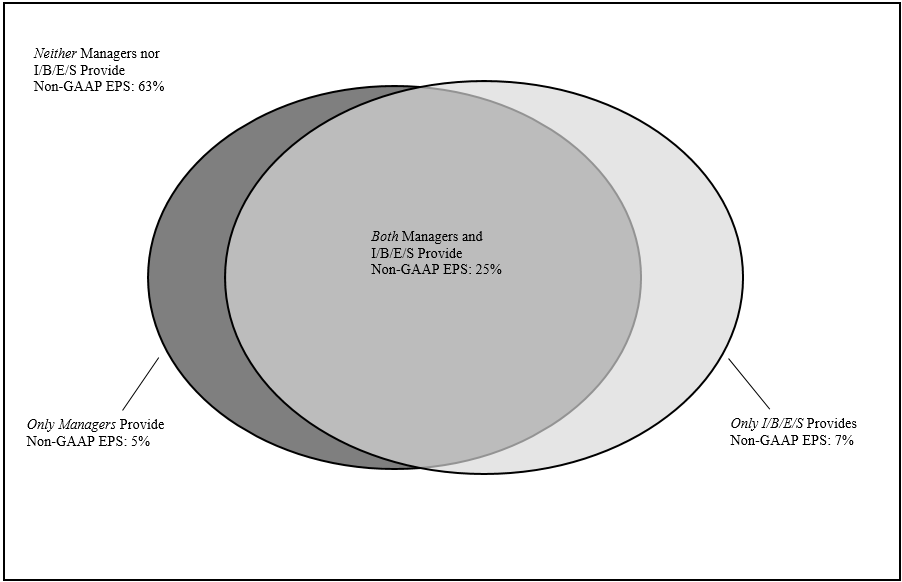 Neither Managers nor
I/B/E/S Provide
Non-GAAP EPS: 63%
Both Managers and
I/B/E/S Provide
Non-GAAP EPS: 25%
Only Managers Provide
Non-GAAP EPS: 5%
Only I/B/E/S Provides
Non-GAAP EPS: 7%